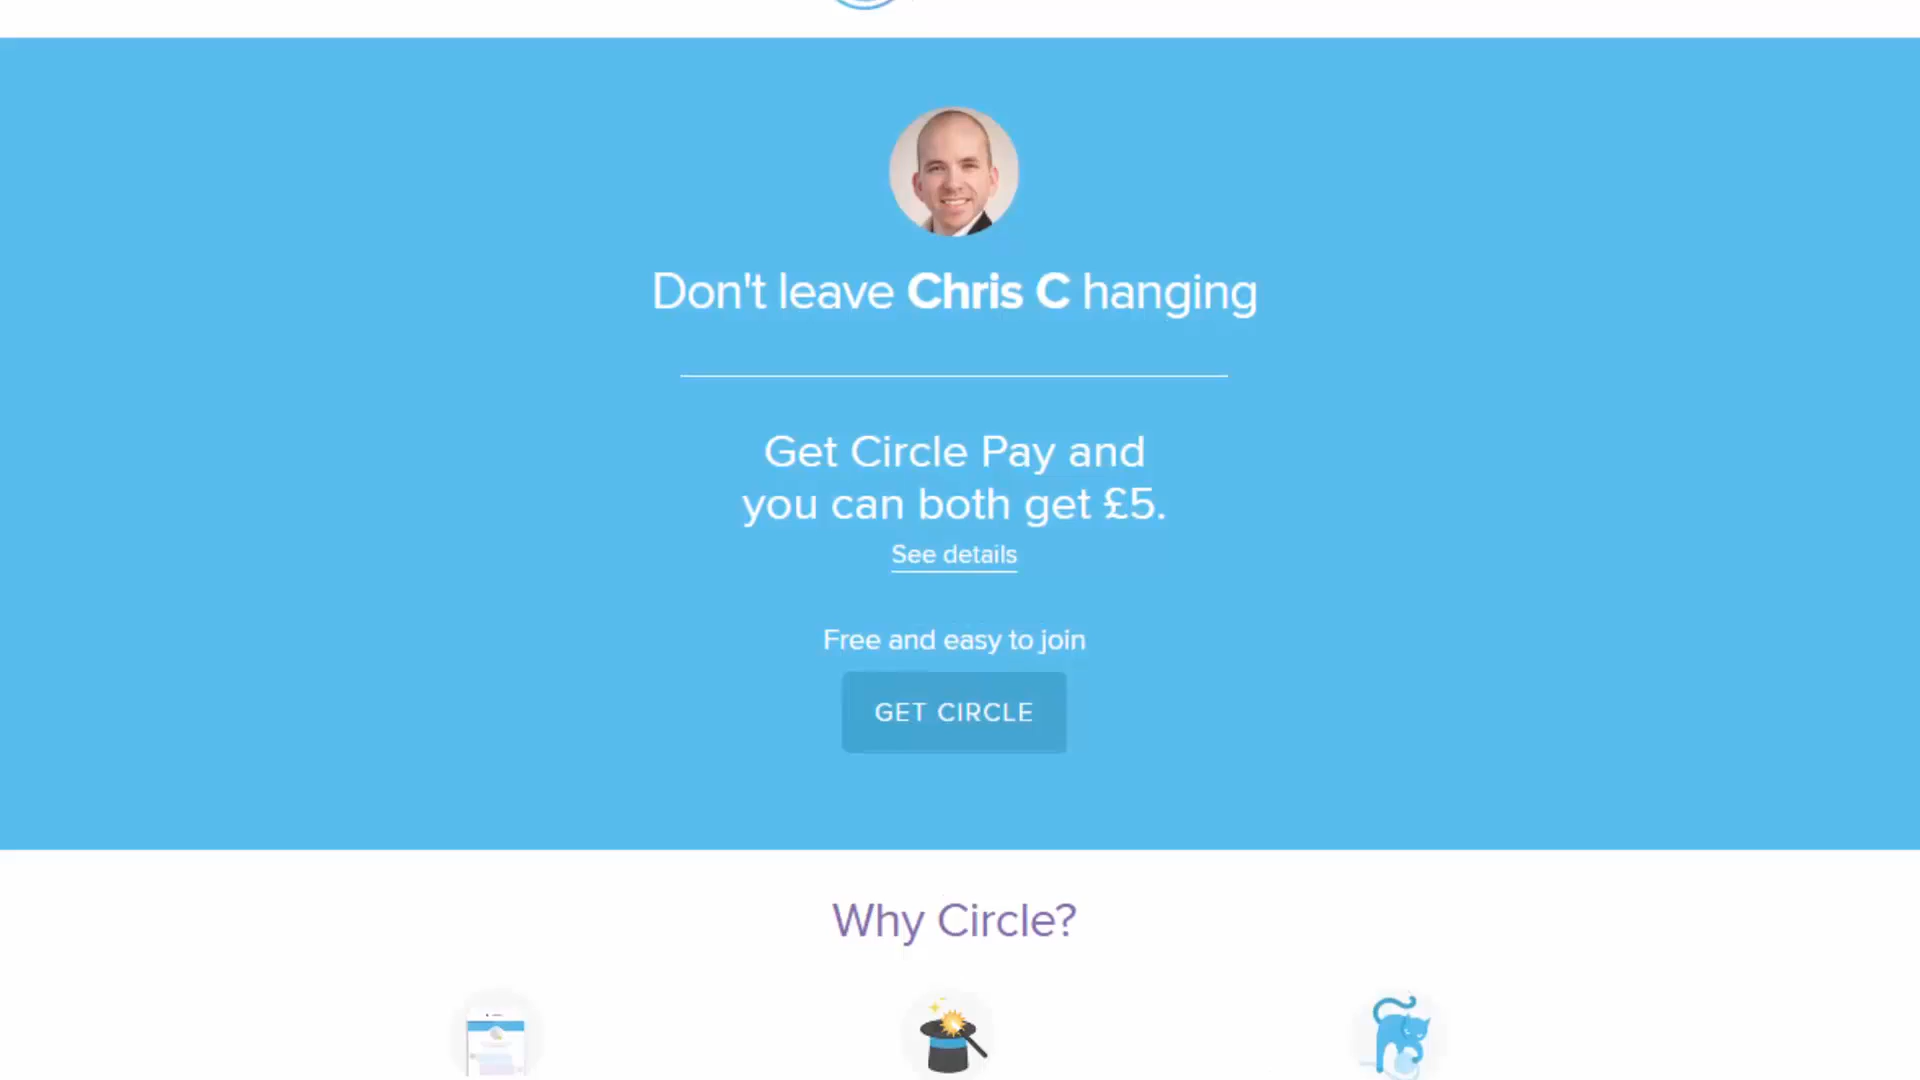 Don't leave Chris C hanging
Get Circle Pay and
you can both get £5.
See details
Free and easy to join
GET CIRCLE
Why Circle?